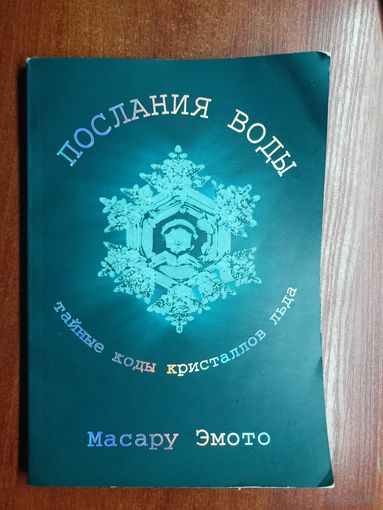 ПОСЛАНИЯ ВОДЫ
тайные коды кристаллов льда
Масару Эмото